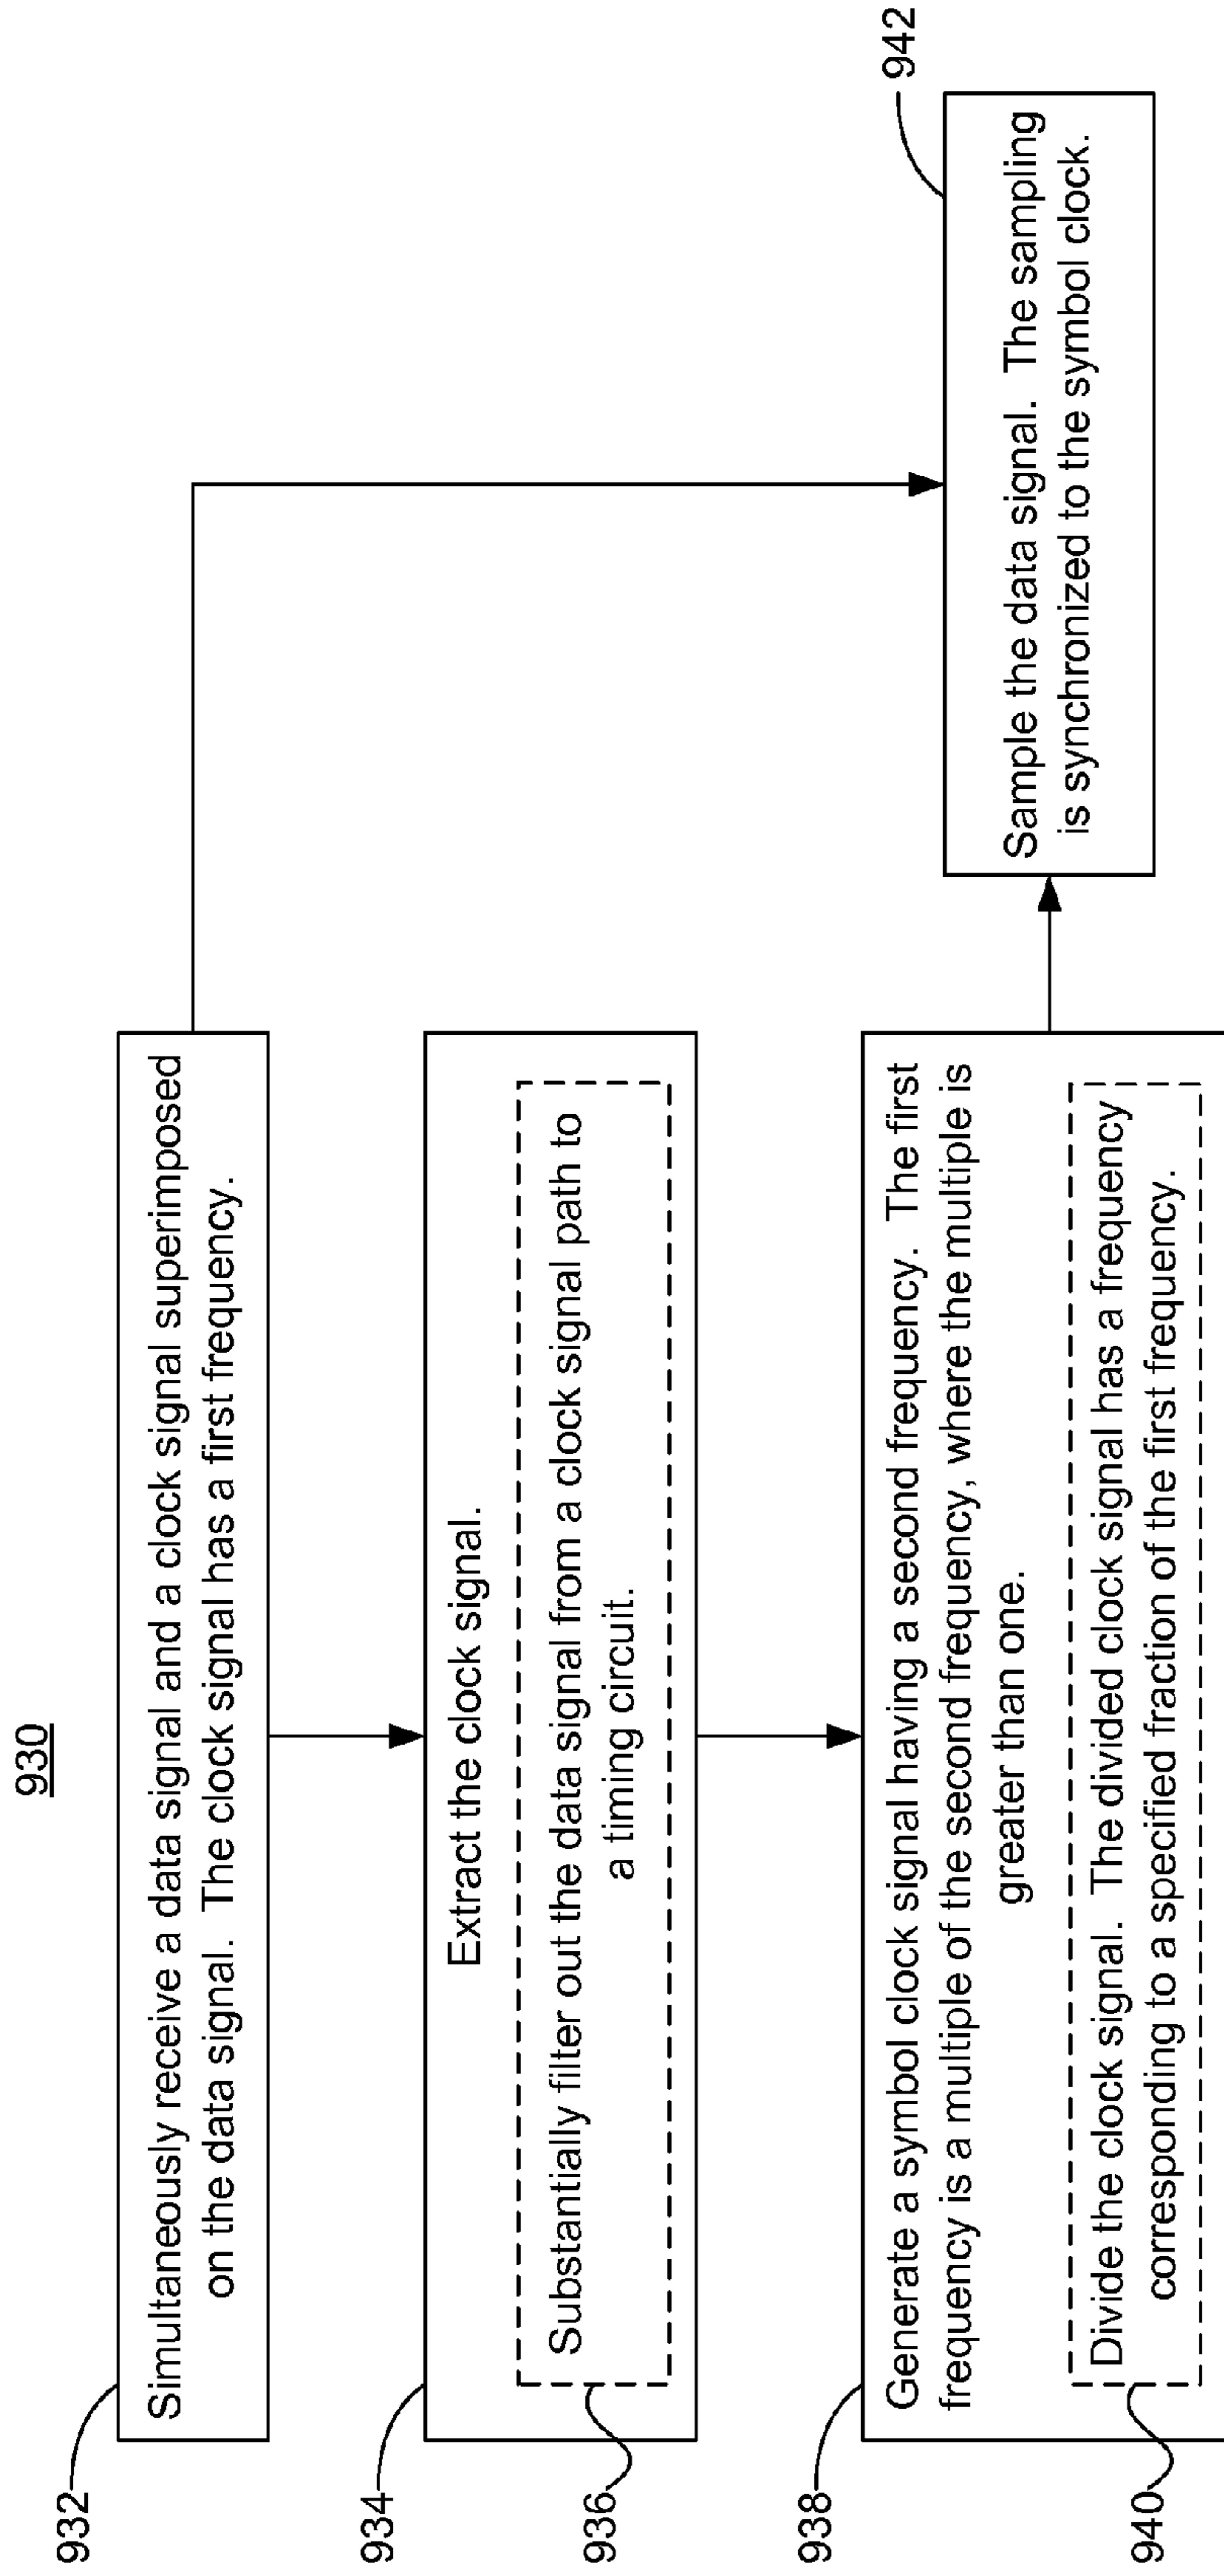 930
932
Simultaneously receive a data signal and a clock signal superimposed
on the data signal. The clock signal has a first frequency.
934
Extract the clock signal.
936
Substantially filter out the data signal from a clock signal path to
a timing circuit.
938
Generate a symbol clock signal having a second frequency. The first
frequency is a multiple of the second frequency, where the multiple is
greater than one.
940
Divide the clock signal. The divided clock signal has a frequency
corresponding to a specified fraction of the first frequency.
942
Sample the data signal. The sampling
is synchronized to the symbol clock.